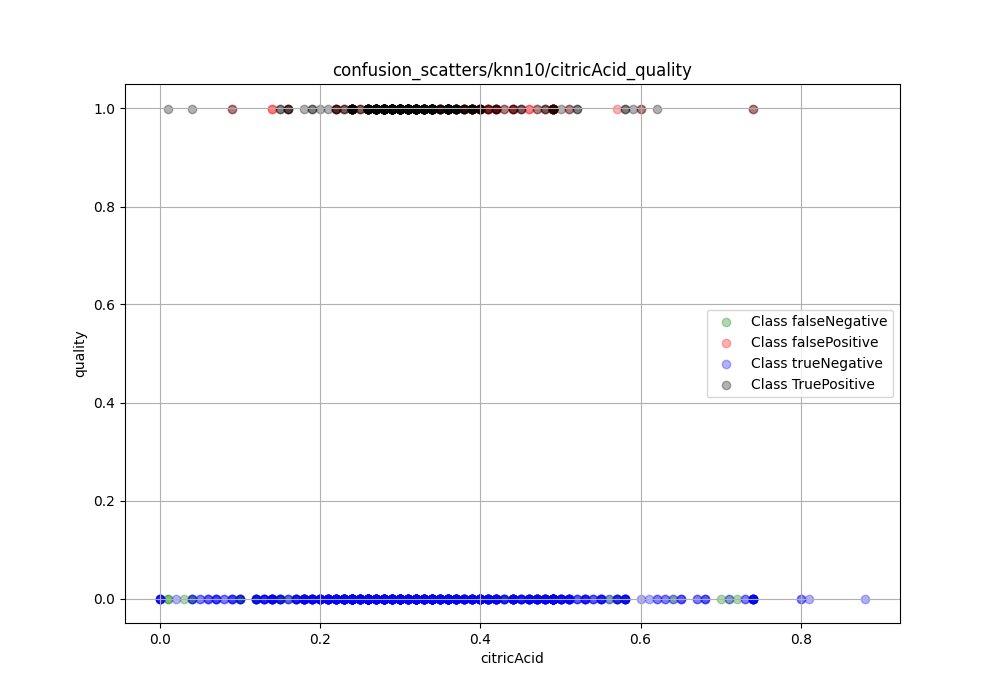 confusion_scatters/knn10/citricAcid_quality
1.0
0.8
0.6
0.4
0.2
0.0
quality
Class falseNegative
Class falsePositive
Class trueNegative
Class TruePositive
0.0 0.2 0.4 0.6 0.8
citricAcid